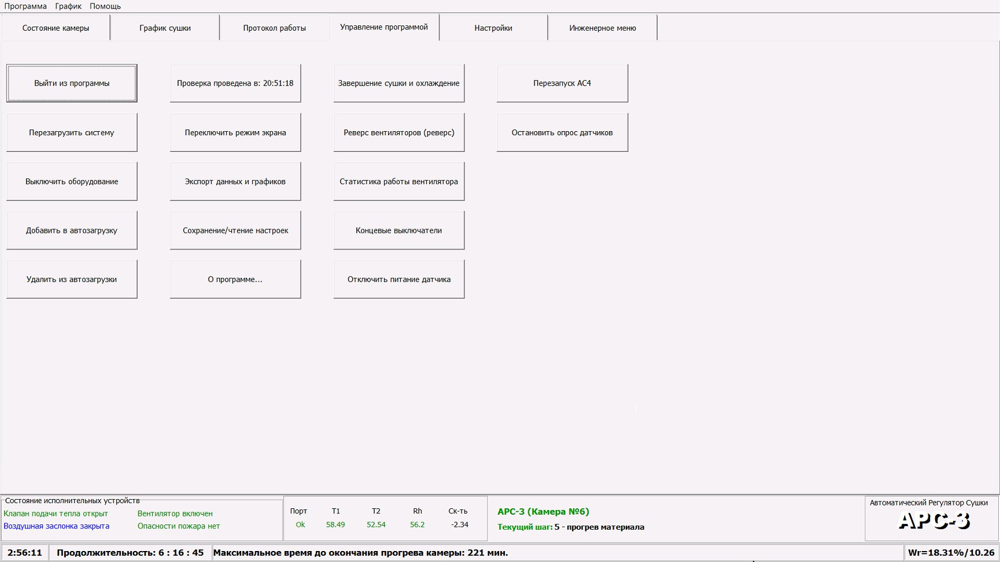 Программа График Помощь
Состояние камеры График сушки Протокол работы Управление программой Настройки Инженерное меню
Выйти из программы Проверка проведена в: 20:51:18 Завершение сушки и охлаждение Перезапуск АС4
Перезагрузить систему Переключить режим экрана Реверс вентиляторов (реверс) Остановить опрос датчиков
Выключить оборудование Экспорт данных и графиков Статистика работы вентилятора
Добавить в автозагрузку Сохранение/чтение настроек Концевые выключатели
Удалить из автозагрузки О программе... Отключить питание датчика
Состояние исполнительных устройств
Клапан подачи тепла открыт Вентилятор включен
Воздушная заслонка закрыта Опасности пожара нет
Порт T1 T2 Rh Ск-ть
Ok 58.49 52.54 56.2 -2.34
АРС-3 (Камера №6)
Текущий шаг: 5 - прогрев материала
Автоматический Регулятор Сушки
АРС-3
2:56:11 Продолжительность: 6 : 16 : 45 Максимальное время до окончания прогрева камеры: 221 мин. Wr=18.31%/10.26